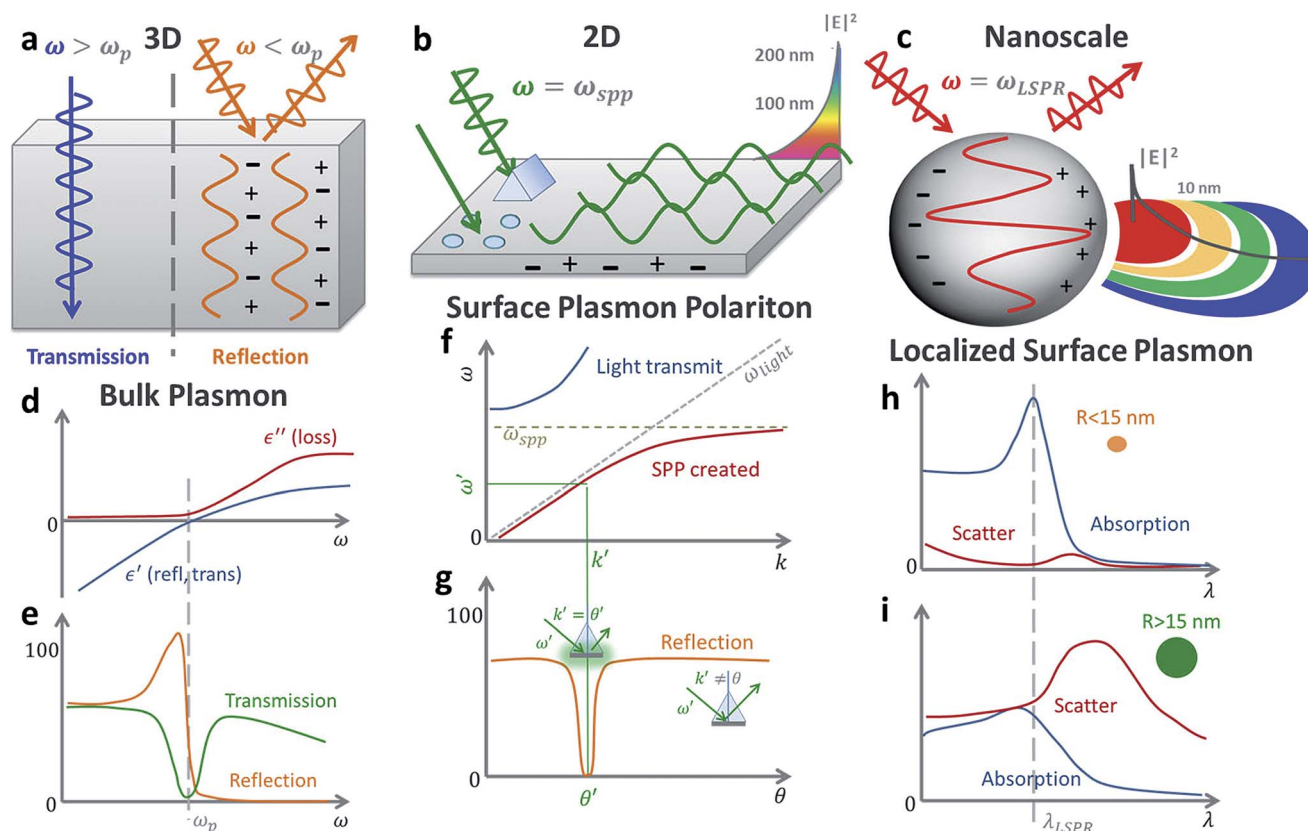 a
3D
ω > ωp
ω < ωp
- -
+ +
+ -
- +
+ -
- +
+ -
Transmission
Reflection
Bulk Plasmon
b
2D
ω = ωspp
|E|²
200 nm
100 nm
- + - + -
Surface Plasmon Polariton
c
Nanoscale
ω = ωLSPR
|E|²
10 nm
- - - - -
+ + + + +
Localized Surface Plasmon
d
ϵ'' (loss)
0
ω
ϵ' (refl, trans)
e
100
Transmission
Reflection
0
ωp
ω
f
ω
Light transmit
ωlight
ωspp
SPP created
ω'
0
k'
k
g
100
k' = θ'
ω'
Reflection
k' ≠ θ
ω'
0
θ'
θ
h
R<15 nm
Scatter
Absorption
0
λ
i
R>15 nm
Scatter
Absorption
0
λLSPR
λ